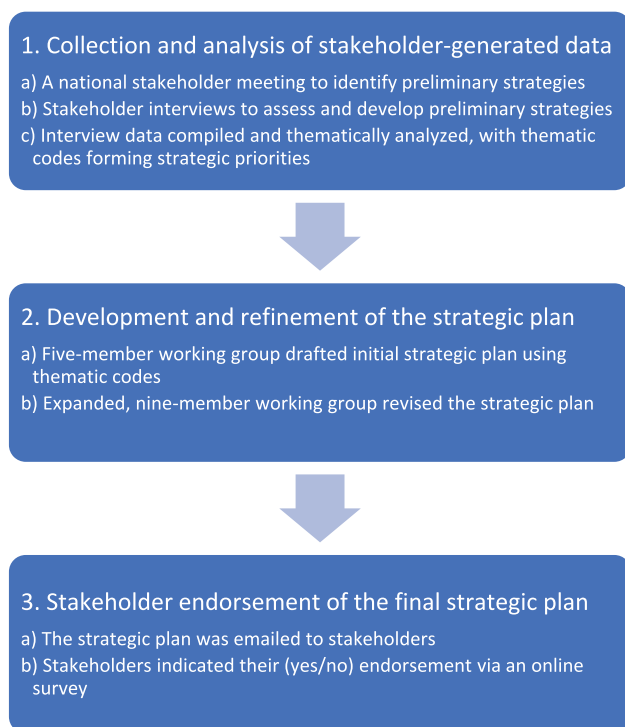 1. Collection and analysis of stakeholder-generated data
a) A national stakeholder meeting to identify preliminary strategies
b) Stakeholder interviews to assess and develop preliminary strategies
c) Interview data compiled and thematically analyzed, with thematic
codes forming strategic priorities
2. Development and refinement of the strategic plan
a) Five-member working group drafted initial strategic plan using
thematic codes
b) Expanded, nine-member working group revised the strategic plan
3. Stakeholder endorsement of the final strategic plan
a) The strategic plan was emailed to stakeholders
b) Stakeholders indicated their (yes/no) endorsement via an online
survey